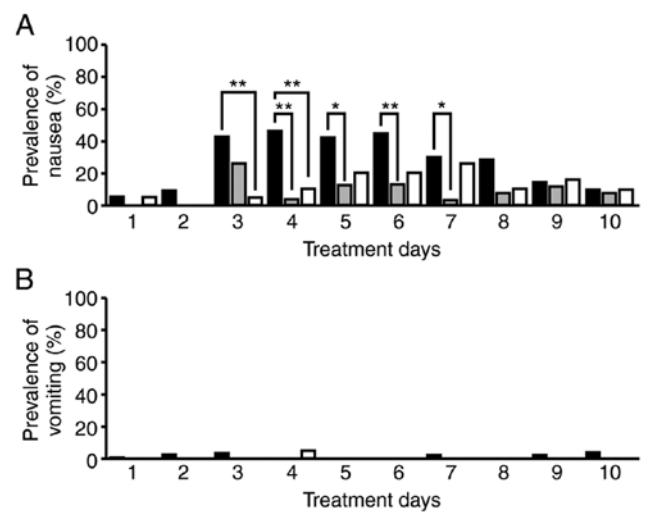 A
Prevalence of
nausea (%)
100
80
60
40
20
0
** ** ** * ** *
1 2 3 4 5 6 7 8 9 10
Treatment days
B
Prevalence of
vomiting (%)
100
80
60
40
20
0
1 2 3 4 5 6 7 8 9 10
Treatment days